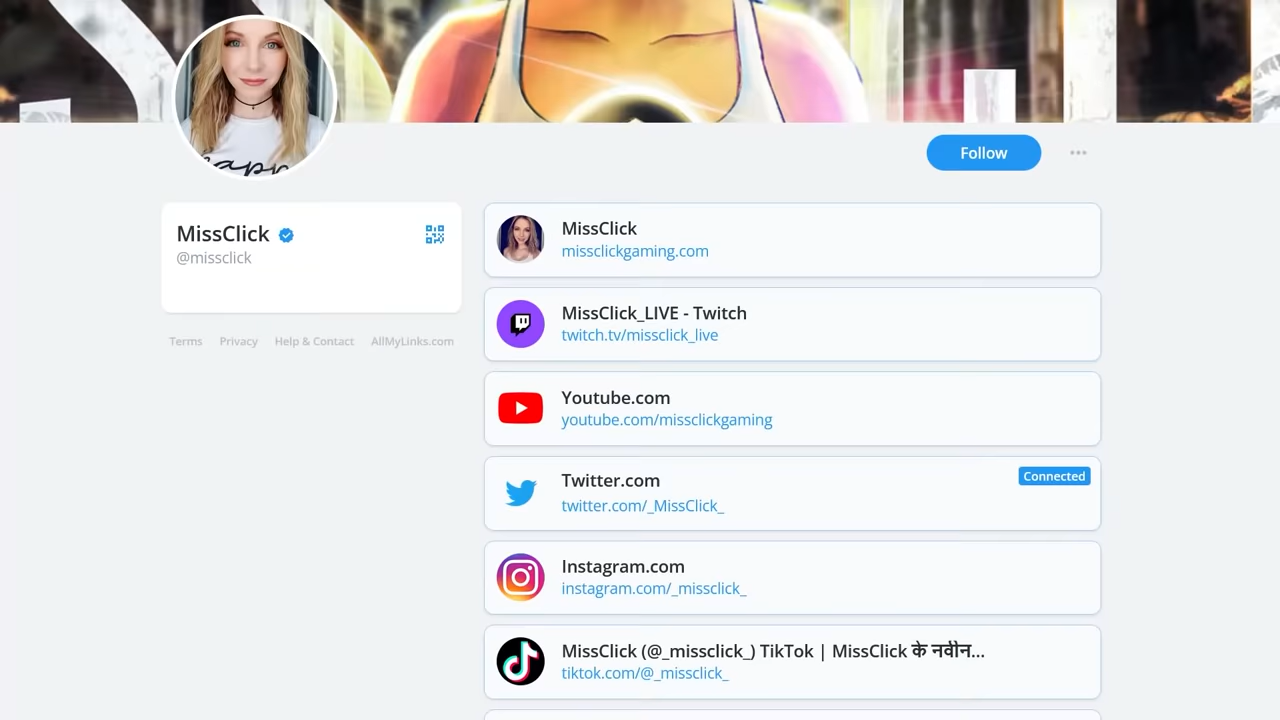 happy
Follow
MissClick
@missclick
Terms Privacy Help & Contact AllMyLinks.com
MissClick
missclickgaming.com
MissClick_LIVE - Twitch
twitch.tv/missclick_live
Youtube.com
youtube.com/missclickgaming
Twitter.com
Connected
twitter.com/_MissClick_
Instagram.com
instagram.com/_missclick_
MissClick (@_missclick_) TikTok | MissClick के नवीन...
tiktok.com/@_missclick_